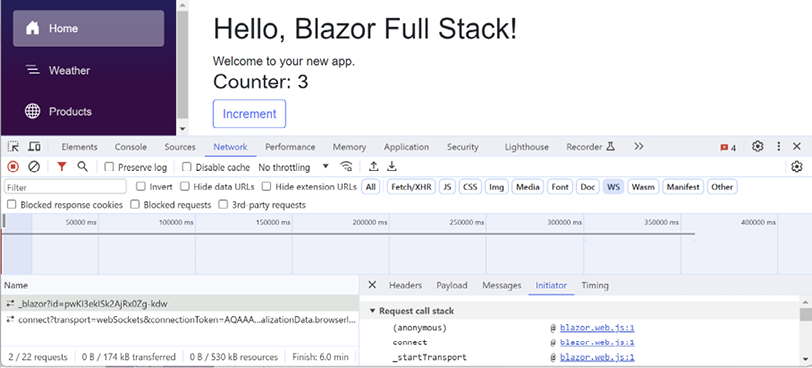 Home
Weather
Products
Hello, Blazor Full Stack!
Welcome to your new app.
Counter: 3
Increment
Elements Console Sources Network Performance Memory Application Security Lighthouse Recorder 4
Preserve log Disable cache No throttling
Filter Invert Hide data URLs Hide extension URLs All Fetch/XHR JS CSS Img Media Font Doc WS Wasm Manifest Other
Blocked response cookies Blocked requests 3rd-party requests
50000 ms 100000 ms 150000 ms 200000 ms 250000 ms 300000 ms 350000 ms 400000 ms
Name
_blazor?id=pwKI3ekISk2AjRx0Zg-kdw
connect?transport=webSockets&connectionToken=AQAAA...alizationData.browserl...
2 / 22 requests 0 B / 174 kB transferred 0 B / 530 kB resources Finish: 6.0 min
Headers Payload Messages Initiator Timing
Request call stack
(anonymous) @ blazor.web.js:1
connect @ blazor.web.js:1
_startTransport @ blazor.web.js:1